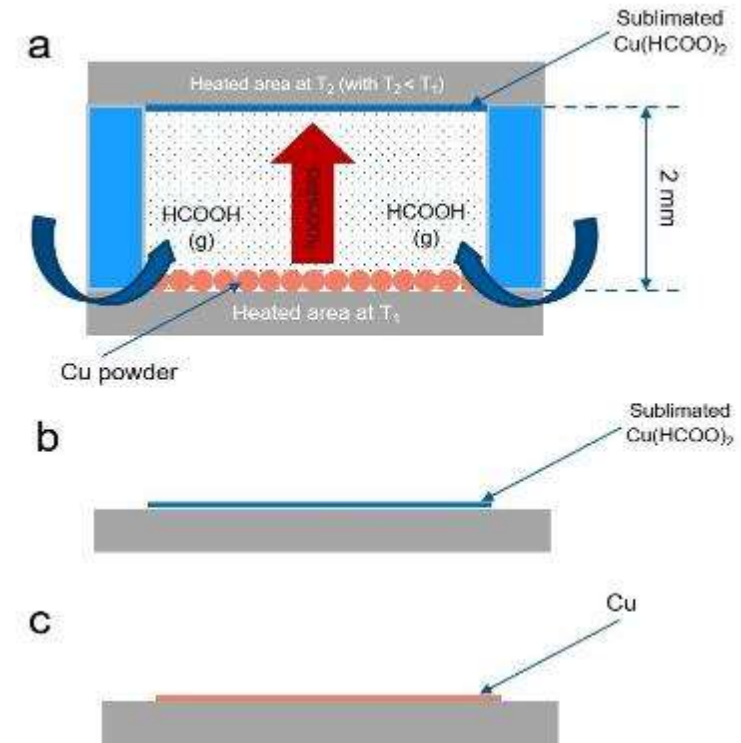 a
Sublimated
Cu(HCOO)₂
Heated area at T₂ (with T₂ < T₁)
HCOOH
(g)
HCOOH
(g)
2 mm
Heated area at T₁
Cu powder
b
Sublimated
Cu(HCOO)₂
c
Cu